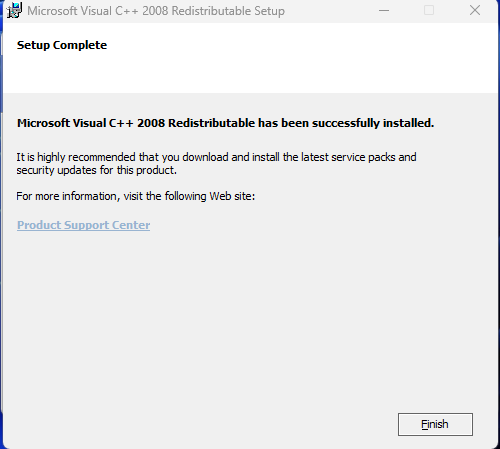 Microsoft Visual C++ 2008 Redistributable Setup
Setup Complete
Microsoft Visual C++ 2008 Redistributable has been successfully installed.
It is highly recommended that you download and install the latest service packs and
security updates for this product.
For more information, visit the following Web site:
Product Support Center
Finish